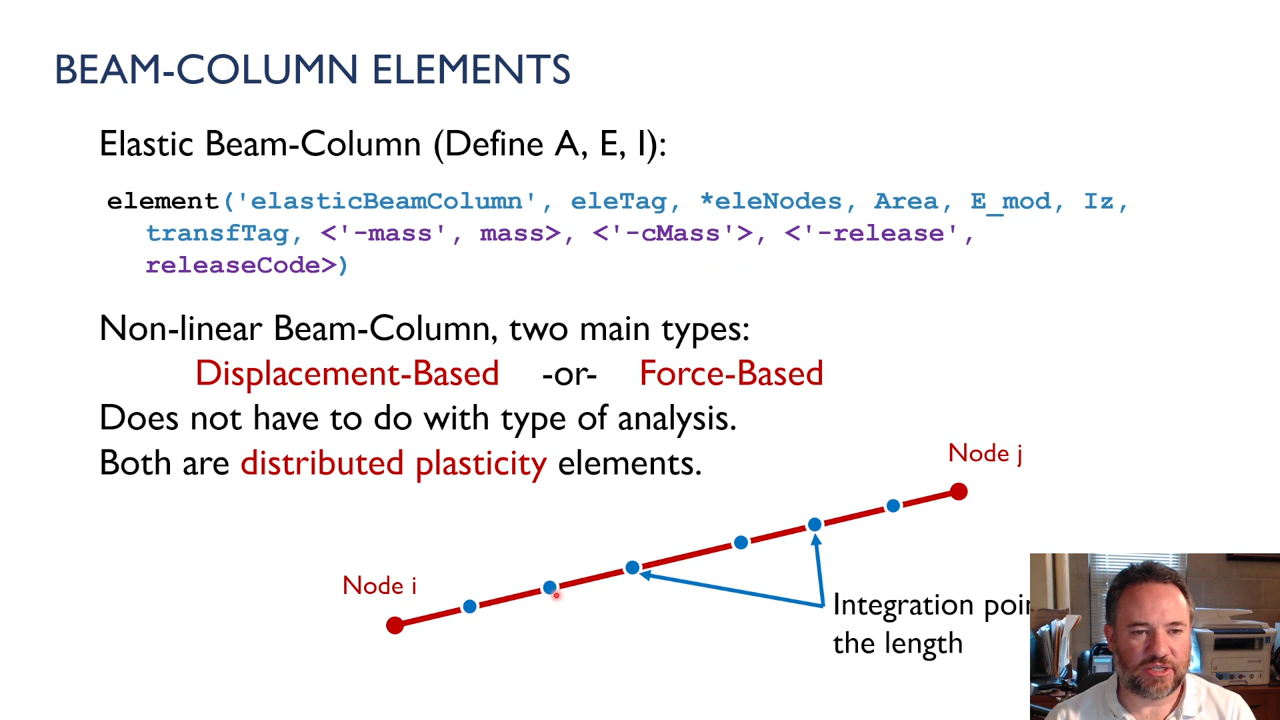 BEAM-COLUMN ELEMENTS
Elastic Beam-Column (Define A, E, I):
element('elasticBeamColumn', eleTag, *eleNodes, Area, E_mod, Iz,
transfTag, <'-mass', mass>, <'-cMass'>, <'-release',
releaseCode>)
Non-linear Beam-Column, two main types:
Displacement-Based -or- Force-Based
Does not have to do with type of analysis.
Both are distributed plasticity elements.
Node j
Node i
Integration
the length